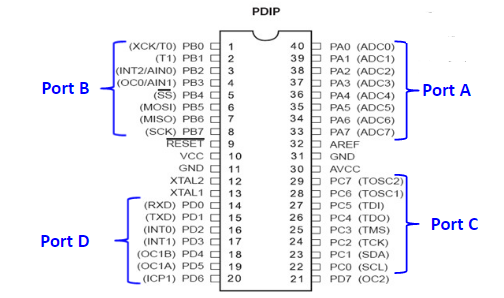 PDIP
(XCK/T0) PB0 1 40 PA0 (ADC0)
(T1) PB1 2 39 PA1 (ADC1)
(INT2/AIN0) PB2 3 38 PA2 (ADC2)
(OC0/AIN1) PB3 4 37 PA3 (ADC3)
Port B
Port A
(SS) PB4 5 36 PA4 (ADC4)
(MOSI) PB5 6 35 PA5 (ADC5)
(MISO) PB6 7 34 PA6 (ADC6)
(SCK) PB7 8 33 PA7 (ADC7)
RESET 9 32 AREF
VCC 10 31 GND
GND 11 30 AVCC
XTAL2 12 29 PC7 (TOSC2)
XTAL1 13 28 PC6 (TOSC1)
(RXD) PD0 14 27 PC5 (TDI)
(TXD) PD1 15 26 PC4 (TDO)
Port C
(INT0) PD2 16 25 PC3 (TMS)
Port D
(INT1) PD3 17 24 PC2 (TCK)
(OC1B) PD4 18 23 PC1 (SDA)
(OC1A) PD5 19 22 PC0 (SCL)
(ICP1) PD6 20 21 PD7 (OC2)